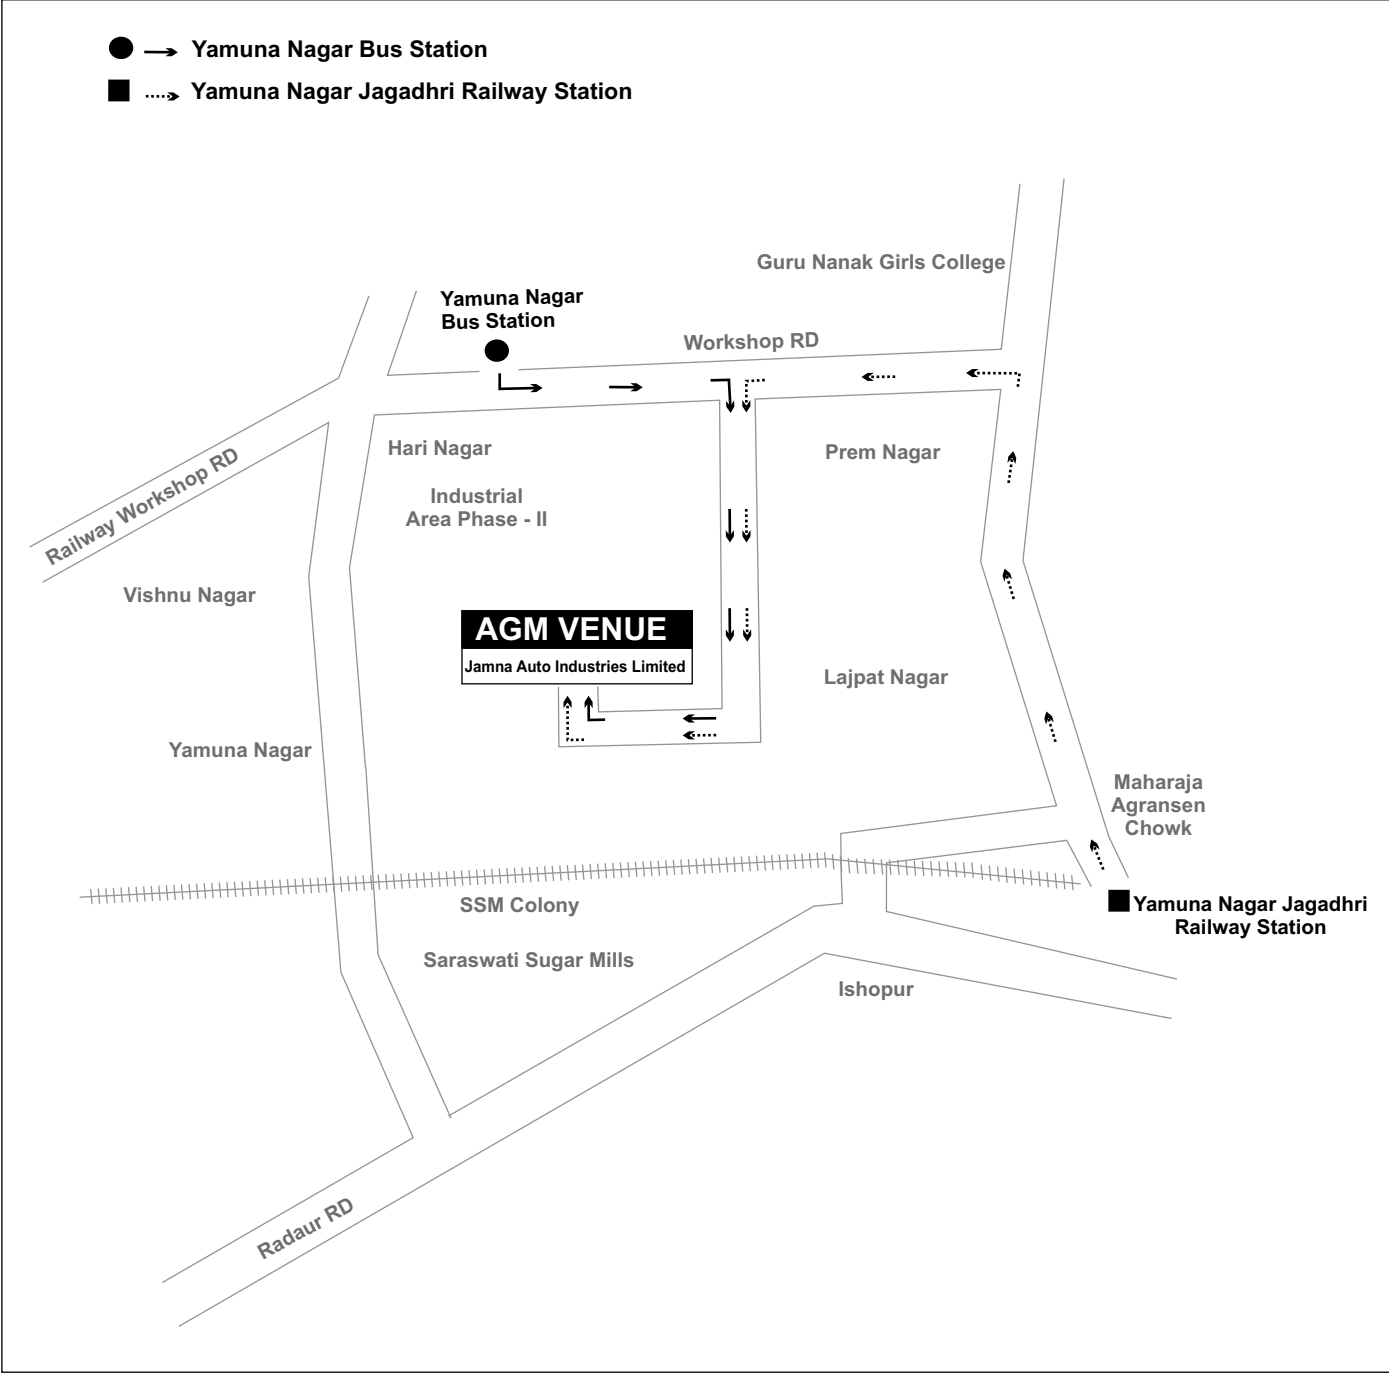 Yamuna Nagar Bus Station
Yamuna Nagar Jagadhri Railway Station
Guru Nanak Girls College
Yamuna Nagar
Bus Station
Workshop RD
Hari Nagar
Prem Nagar
Railway Workshop RD
Industrial
Area Phase - II
Vishnu Nagar
AGM VENUE
Jamna Auto Industries Limited
Lajpat Nagar
Yamuna Nagar
Maharaja
Agransen
Chowk
SSM Colony
Yamuna Nagar Jagadhri
Railway Station
Saraswati Sugar Mills
Ishopur
Radaur RD